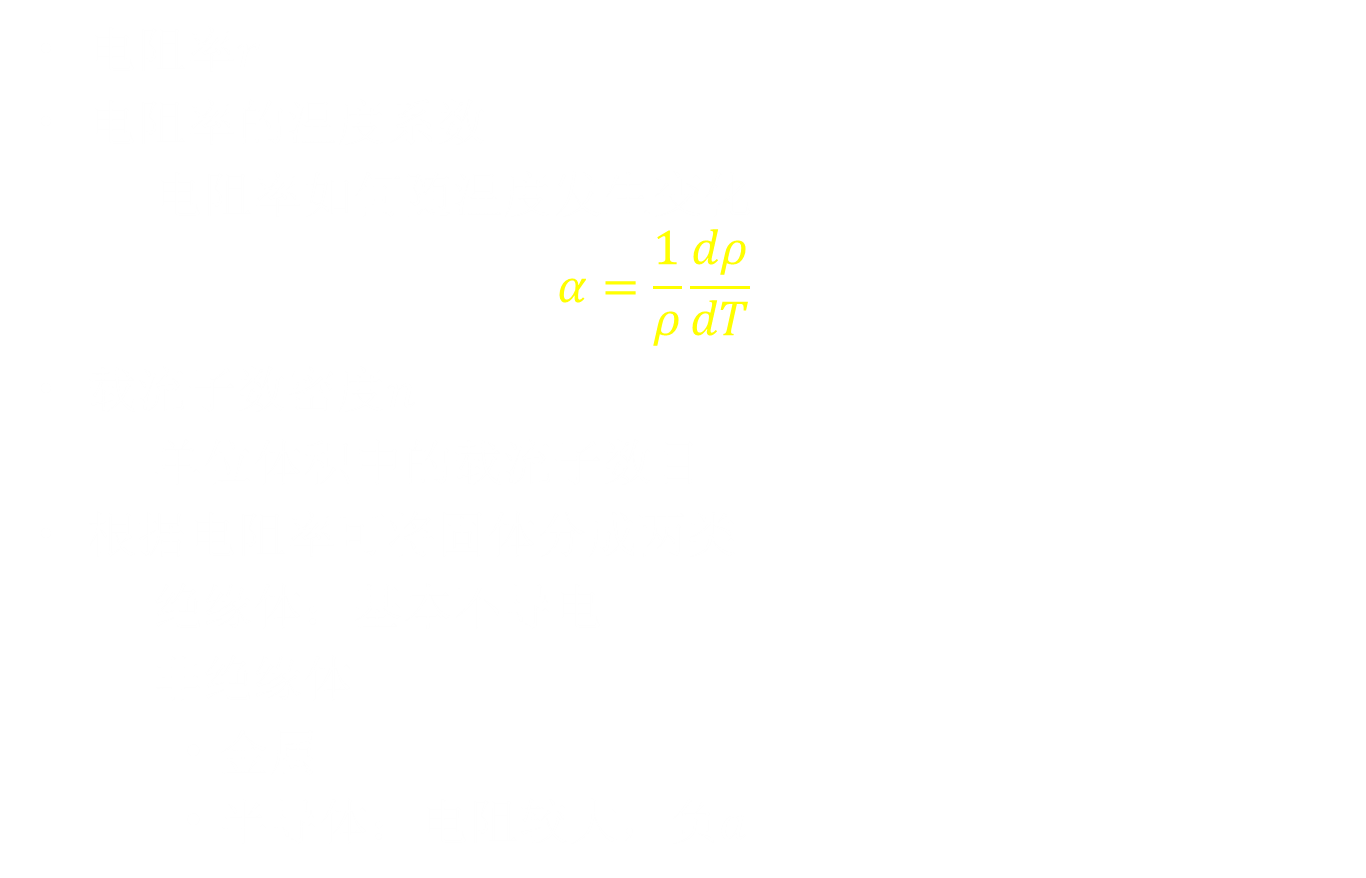 α = 1/ρ dρ/dT